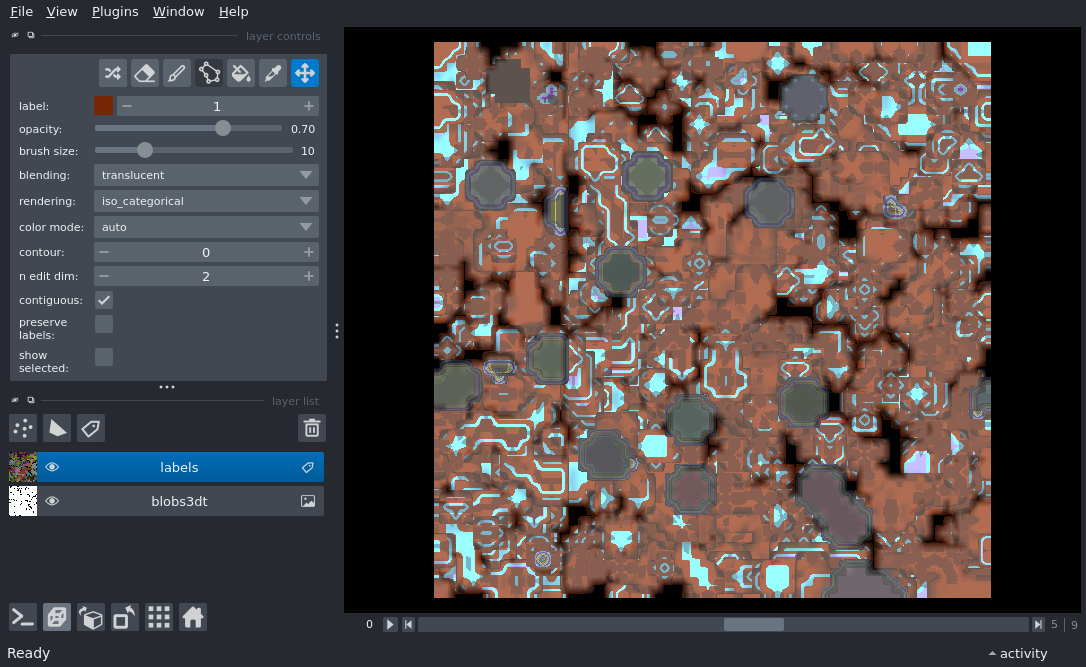 File View Plugins Window Help
layer controls
label: 1
opacity: 0.70
brush size: 10
blending: translucent
rendering: iso_categorical
color mode: auto
contour: 0
n edit dim: 2
contiguous:
preserve
labels:
show
selected:
layer list
labels
blobs3dt
0 5 | 9
Ready activity